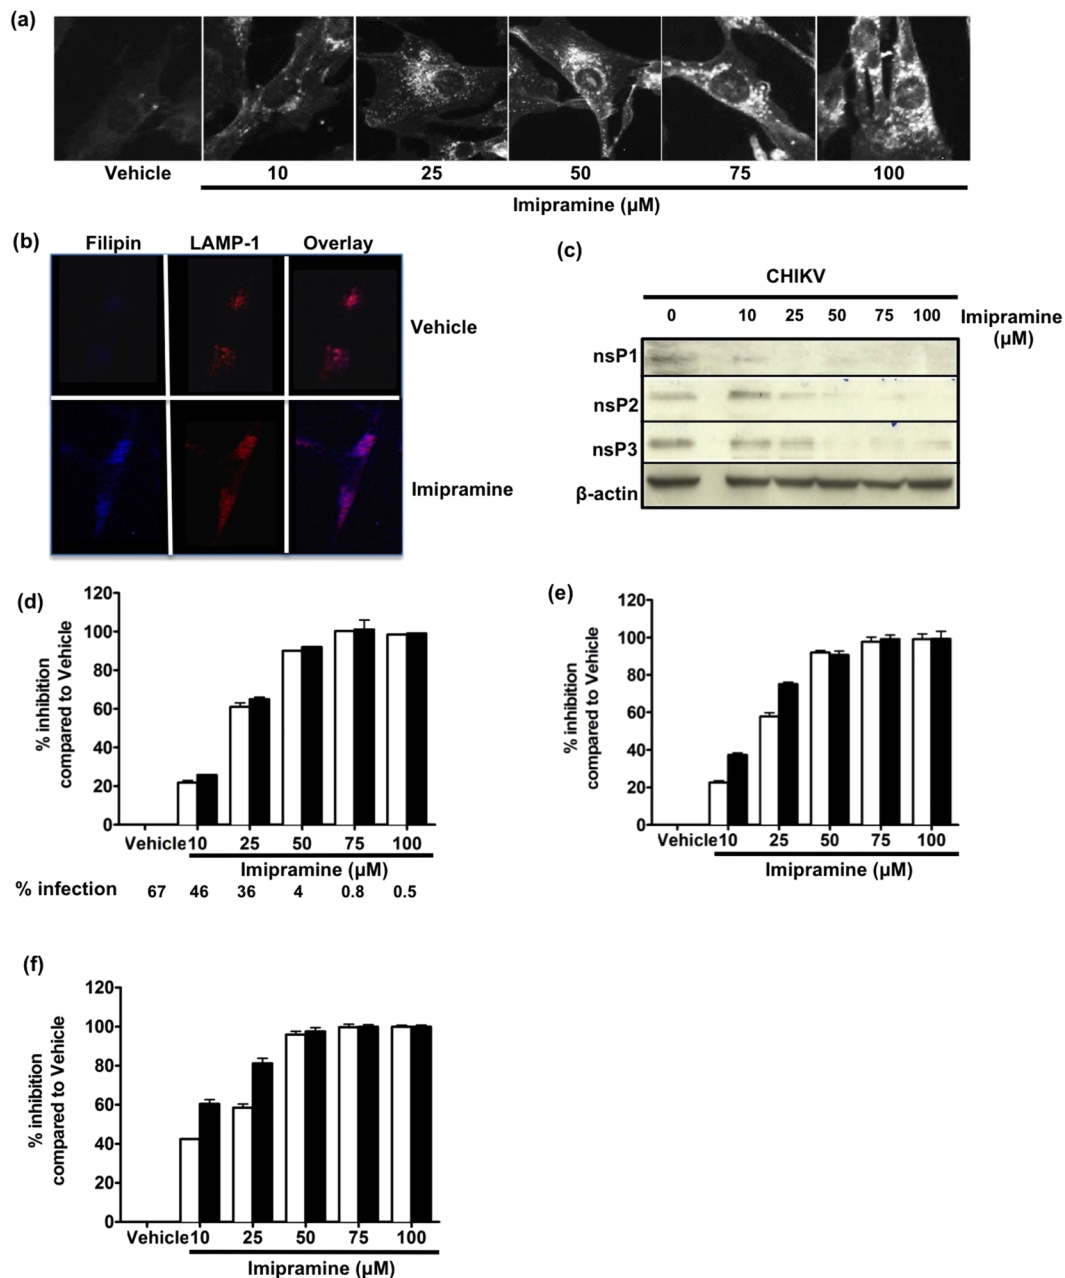 (a)
Vehicle 10 25 50 75 100
Imipramine (µM)
(b)
Filipin LAMP-1 Overlay
Vehicle
Imipramine
(c)
CHIKV
0 10 25 50 75 100 Imipramine
(µM)
nsP1
nsP2
nsP3
β-actin
(d)
% inhibition
compared to Vehicle
120
100
80
60
40
20
0
Vehicle 10 25 50 75 100
Imipramine (µM)
% infection 67 46 36 4 0.8 0.5
(e)
% inhibition
compared to Vehicle
120
100
80
60
40
20
0
Vehicle 10 25 50 75 100
Imipramine (µM)
(f)
% inhibition
compared to Vehicle
120
100
80
60
40
20
0
Vehicle 10 25 50 75 100
Imipramine (µM)